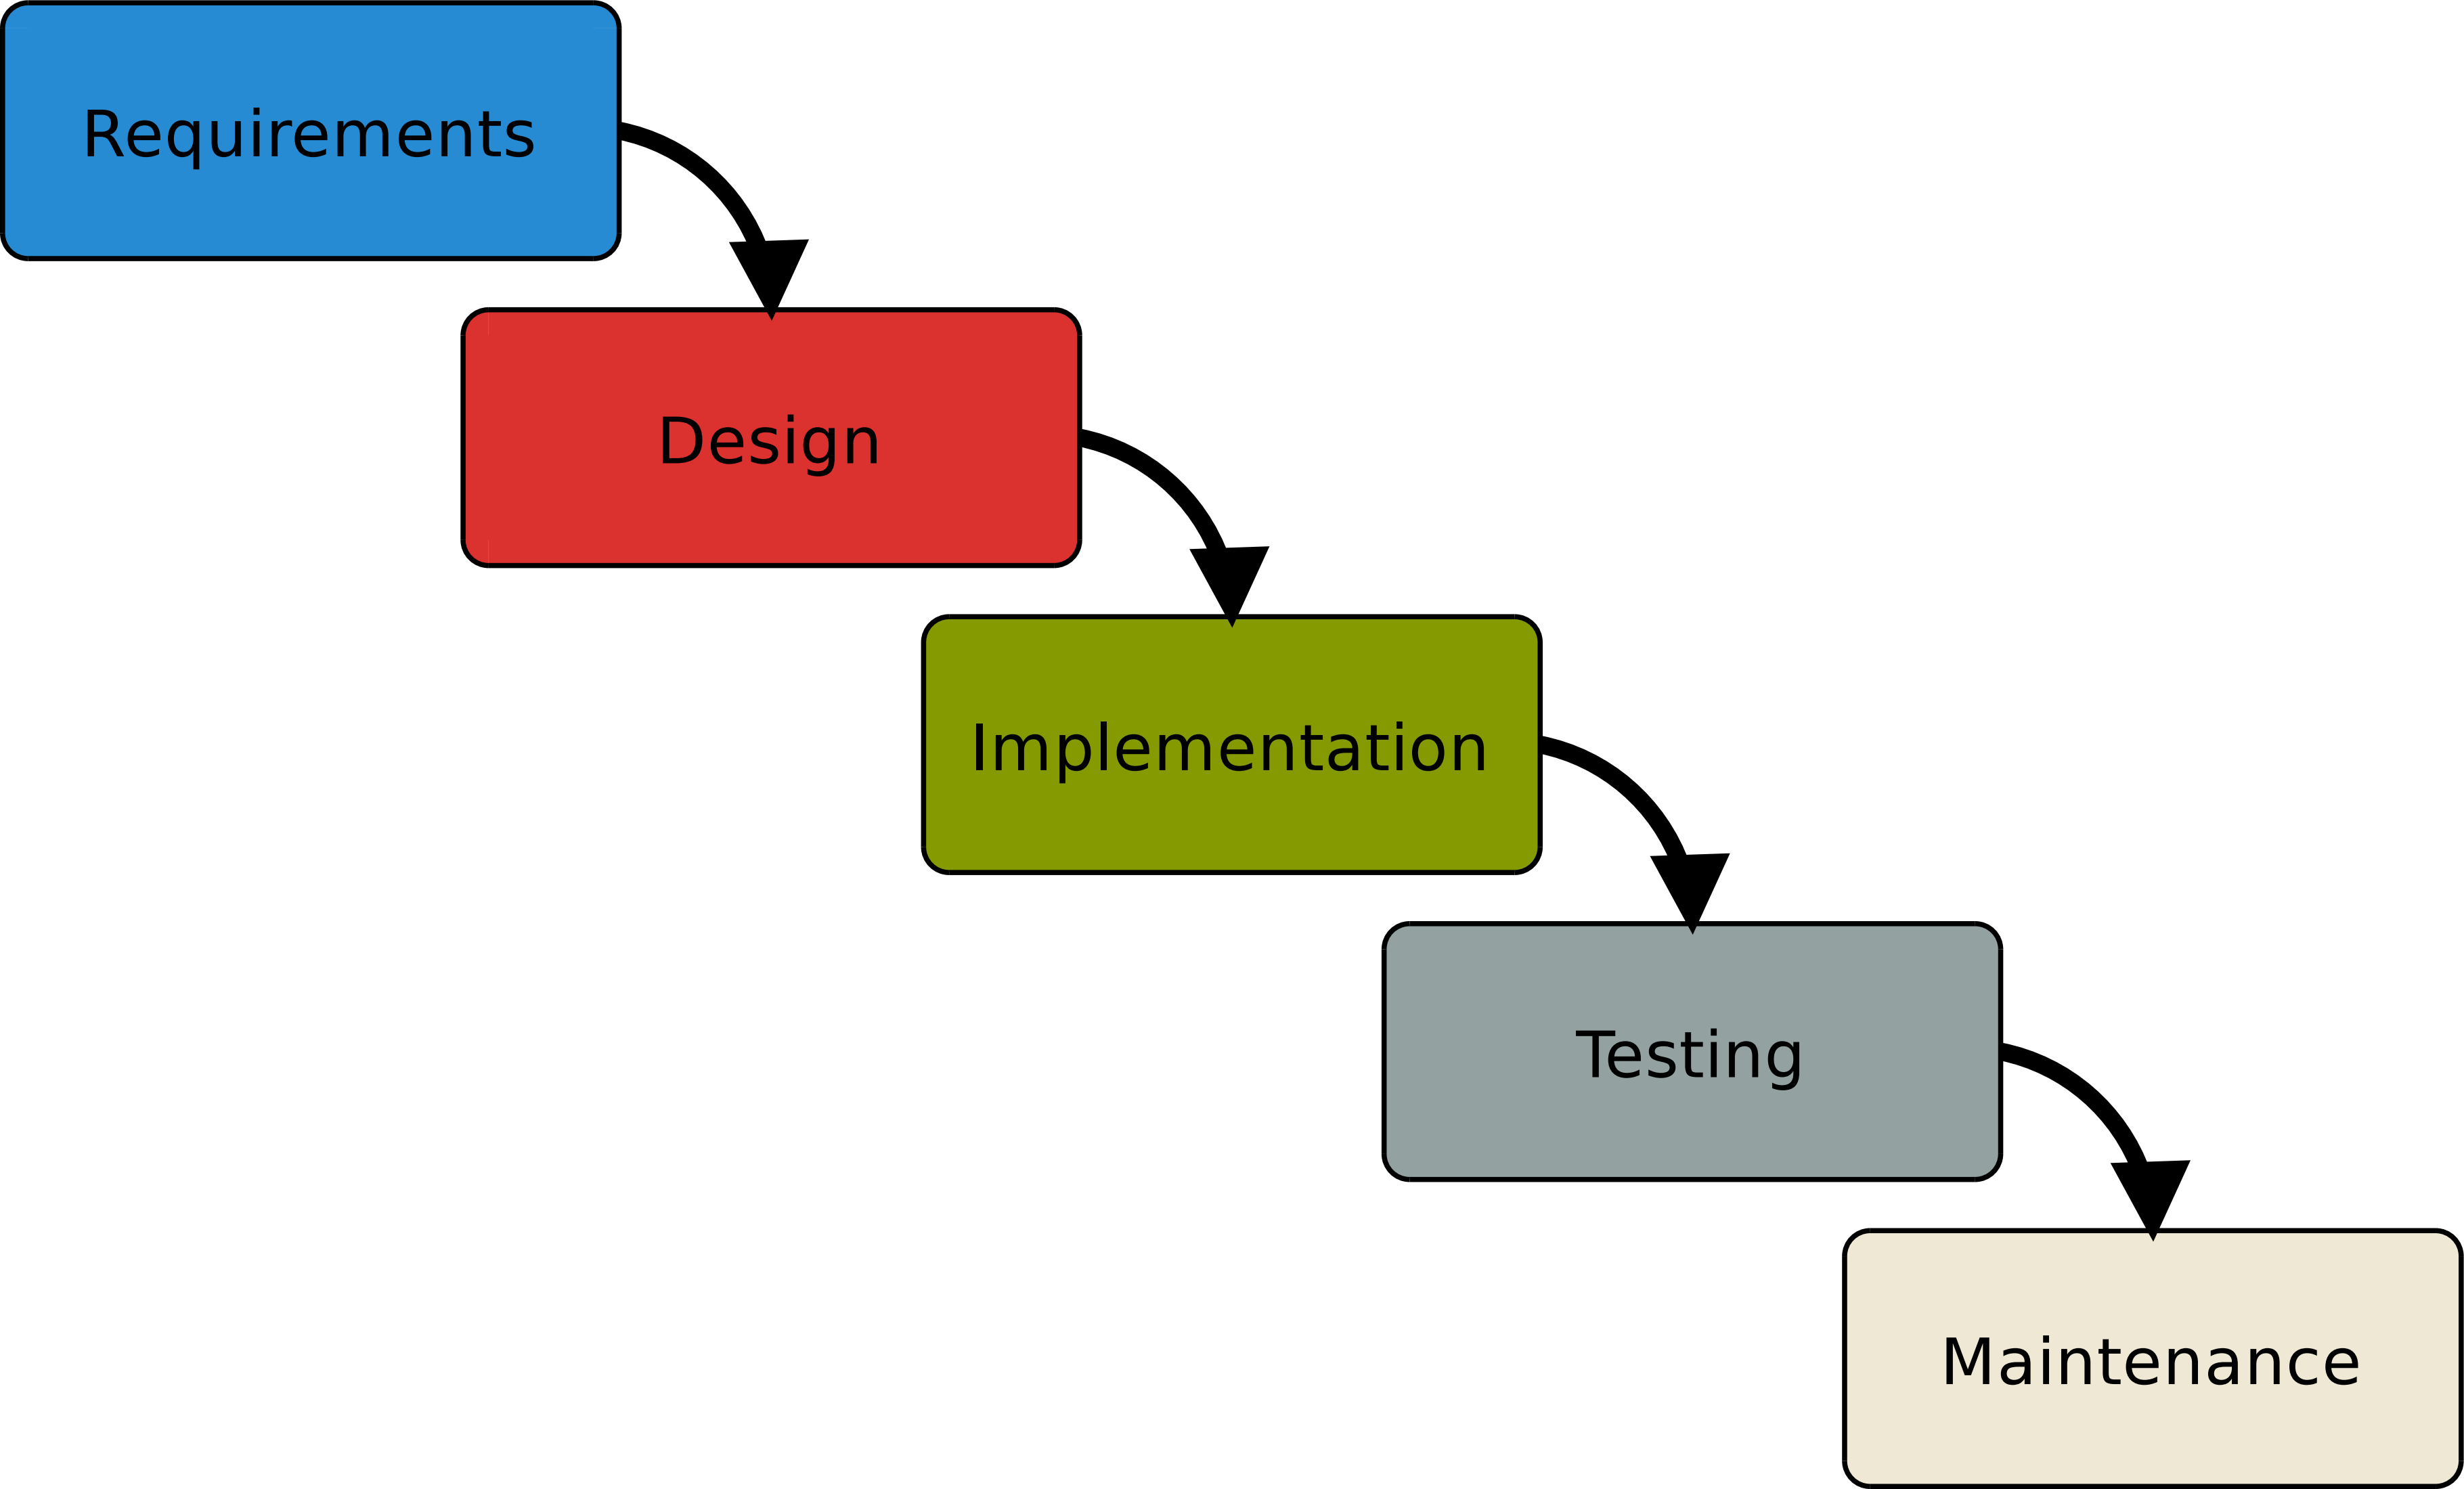 Requirements
Design
Implementation
Testing
Maintenance